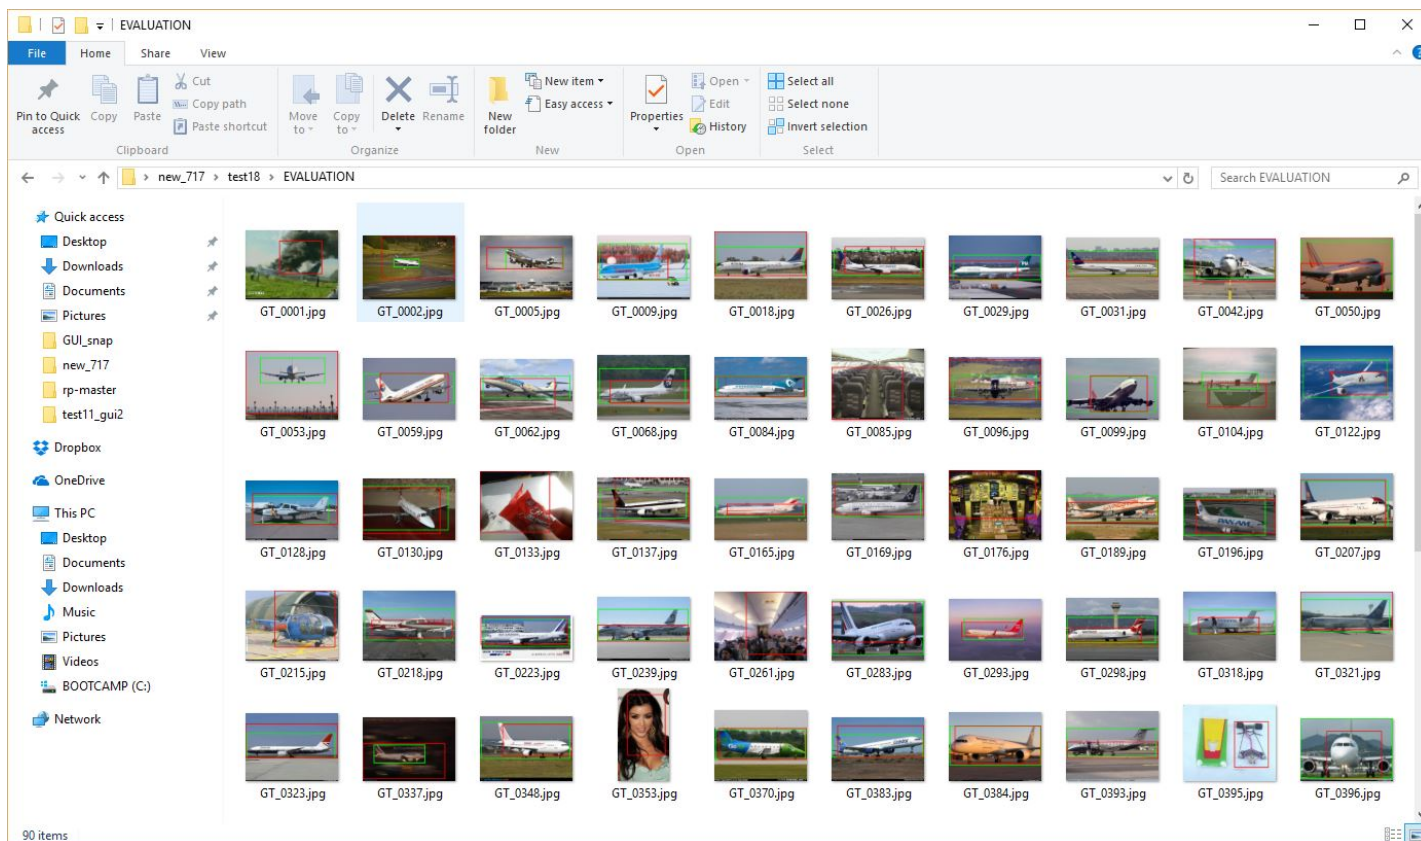 EVALUATION
File Home Share View
Pin to Quick access
Copy
Paste
Cut
Copy path
Paste shortcut
Clipboard
Move to
Copy to
Delete
Rename
Organize
New folder
New item
Easy access
New
Properties
Open
Edit
History
Open
Select all
Select none
Invert selection
Select
new_717 > test18 > EVALUATION
Search EVALUATION
Quick access
Desktop
Downloads
Documents
Pictures
GUI_snap
new_717
rp-master
test11_gui2
Dropbox
OneDrive
This PC
Desktop
Documents
Downloads
Music
Pictures
Videos
BOOTCAMP (C:)
Network
GT_0001.jpg GT_0002.jpg GT_0005.jpg GT_0009.jpg GT_0018.jpg GT_0026.jpg GT_0029.jpg GT_0031.jpg GT_0042.jpg GT_0050.jpg
GT_0053.jpg GT_0059.jpg GT_0062.jpg GT_0068.jpg GT_0084.jpg GT_0085.jpg GT_0096.jpg GT_0099.jpg GT_0104.jpg GT_0122.jpg
PAN AM
GT_0128.jpg GT_0130.jpg GT_0133.jpg GT_0137.jpg GT_0165.jpg GT_0169.jpg GT_0176.jpg GT_0189.jpg GT_0196.jpg GT_0207.jpg
GT_0215.jpg GT_0218.jpg GT_0223.jpg GT_0239.jpg GT_0261.jpg GT_0283.jpg GT_0293.jpg GT_0298.jpg GT_0318.jpg GT_0321.jpg
GT_0323.jpg GT_0337.jpg GT_0348.jpg GT_0353.jpg GT_0370.jpg GT_0383.jpg GT_0384.jpg GT_0393.jpg GT_0395.jpg GT_0396.jpg
90 items